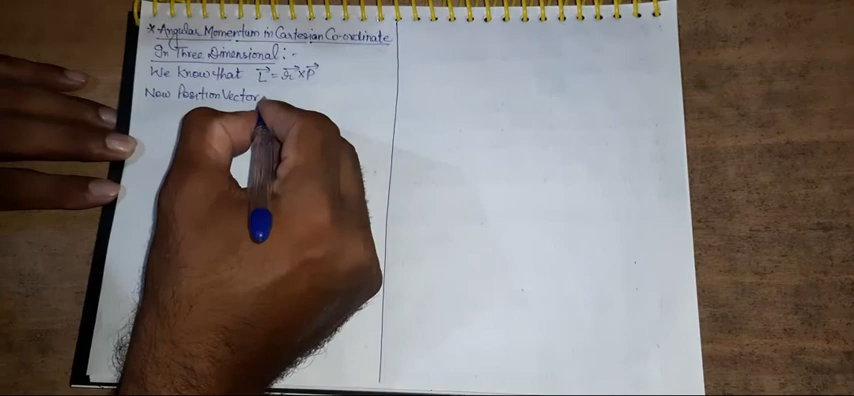 * Angular Momentum in Cartesian Co-ordinate
In Three Dimensional :-
We Know that L⃗ = r⃗ × P⃗
Now Position Vector